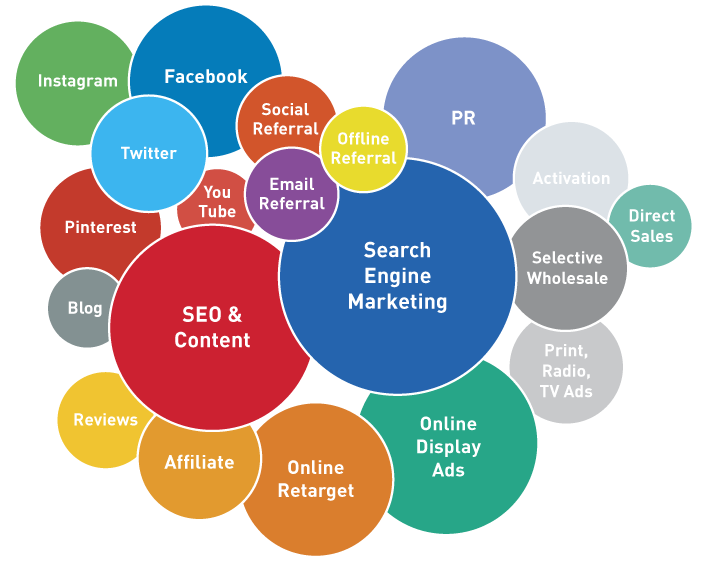 Instagram
Facebook
Social
Referral
Offline
Referral
PR
Twitter
Activation
You
Tube
Email
Referral
Pinterest
Direct
Sales
Search
Engine
Marketing
Selective
Wholesale
Blog
SEO &
Content
Print,
Radio,
TV Ads
Reviews
Affiliate
Online
Retarget
Online
Display
Ads